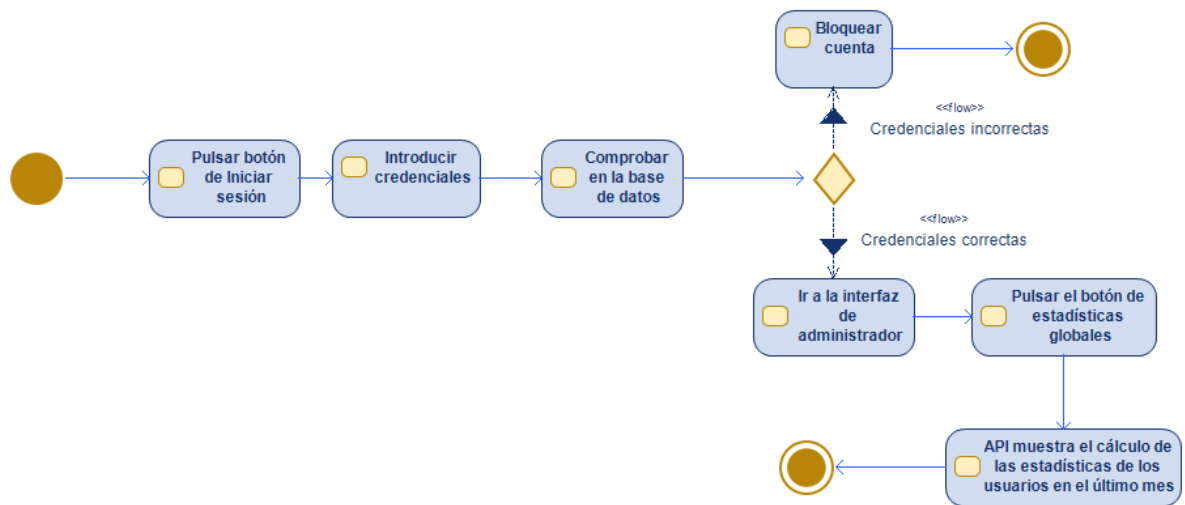 Bloquear
cuenta
<<flow>>
Credenciales incorrectas
Pulsar botón
de Iniciar
sesión
Introducir
credenciales
Comprobar
en la base
de datos
<<flow>>
Credenciales correctas
Ir a la interfaz
de
administrador
Pulsar el botón de
estadísticas
globales
API muestra el cálculo de
las estadísticas de los
usuarios en el último mes